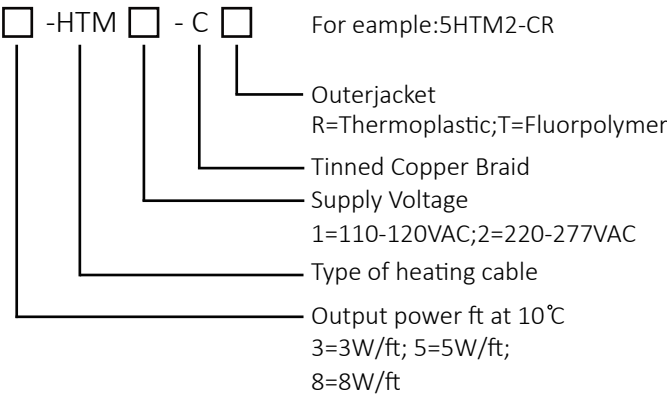 □ -HTM □ - C □ For eample:5HTM2-CR
Outerjacket
R=Thermoplastic;T=Fluorpolymer
Tinned Copper Braid
Supply Voltage
1=110-120VAC;2=220-277VAC
Type of heating cable
Output power ft at 10℃
3=3W/ft; 5=5W/ft;
8=8W/ft